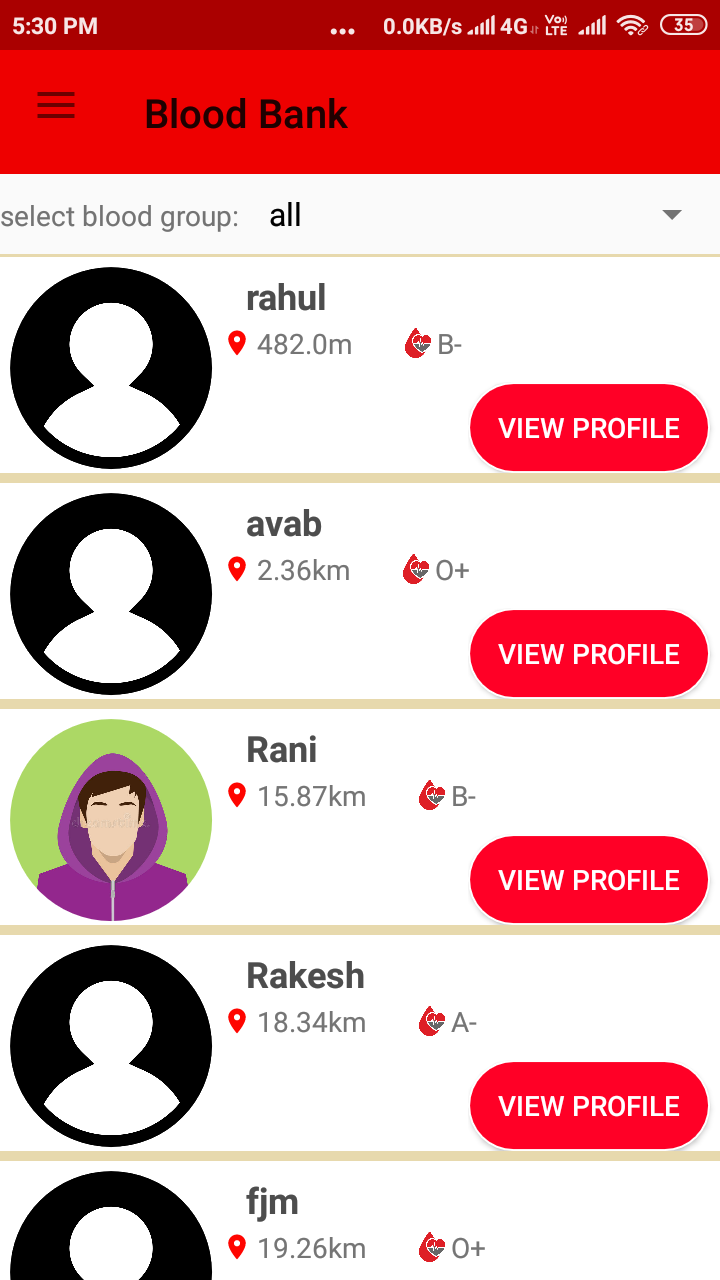 5:30 PM ... 0.0KB/s 4G Vo) LTE 35
Blood Bank
select blood group: all
rahul
482.0m B-
VIEW PROFILE
avab
2.36km O+
VIEW PROFILE
Rani
15.87km B-
VIEW PROFILE
Rakesh
18.34km A-
VIEW PROFILE
fjm
19.26km O+